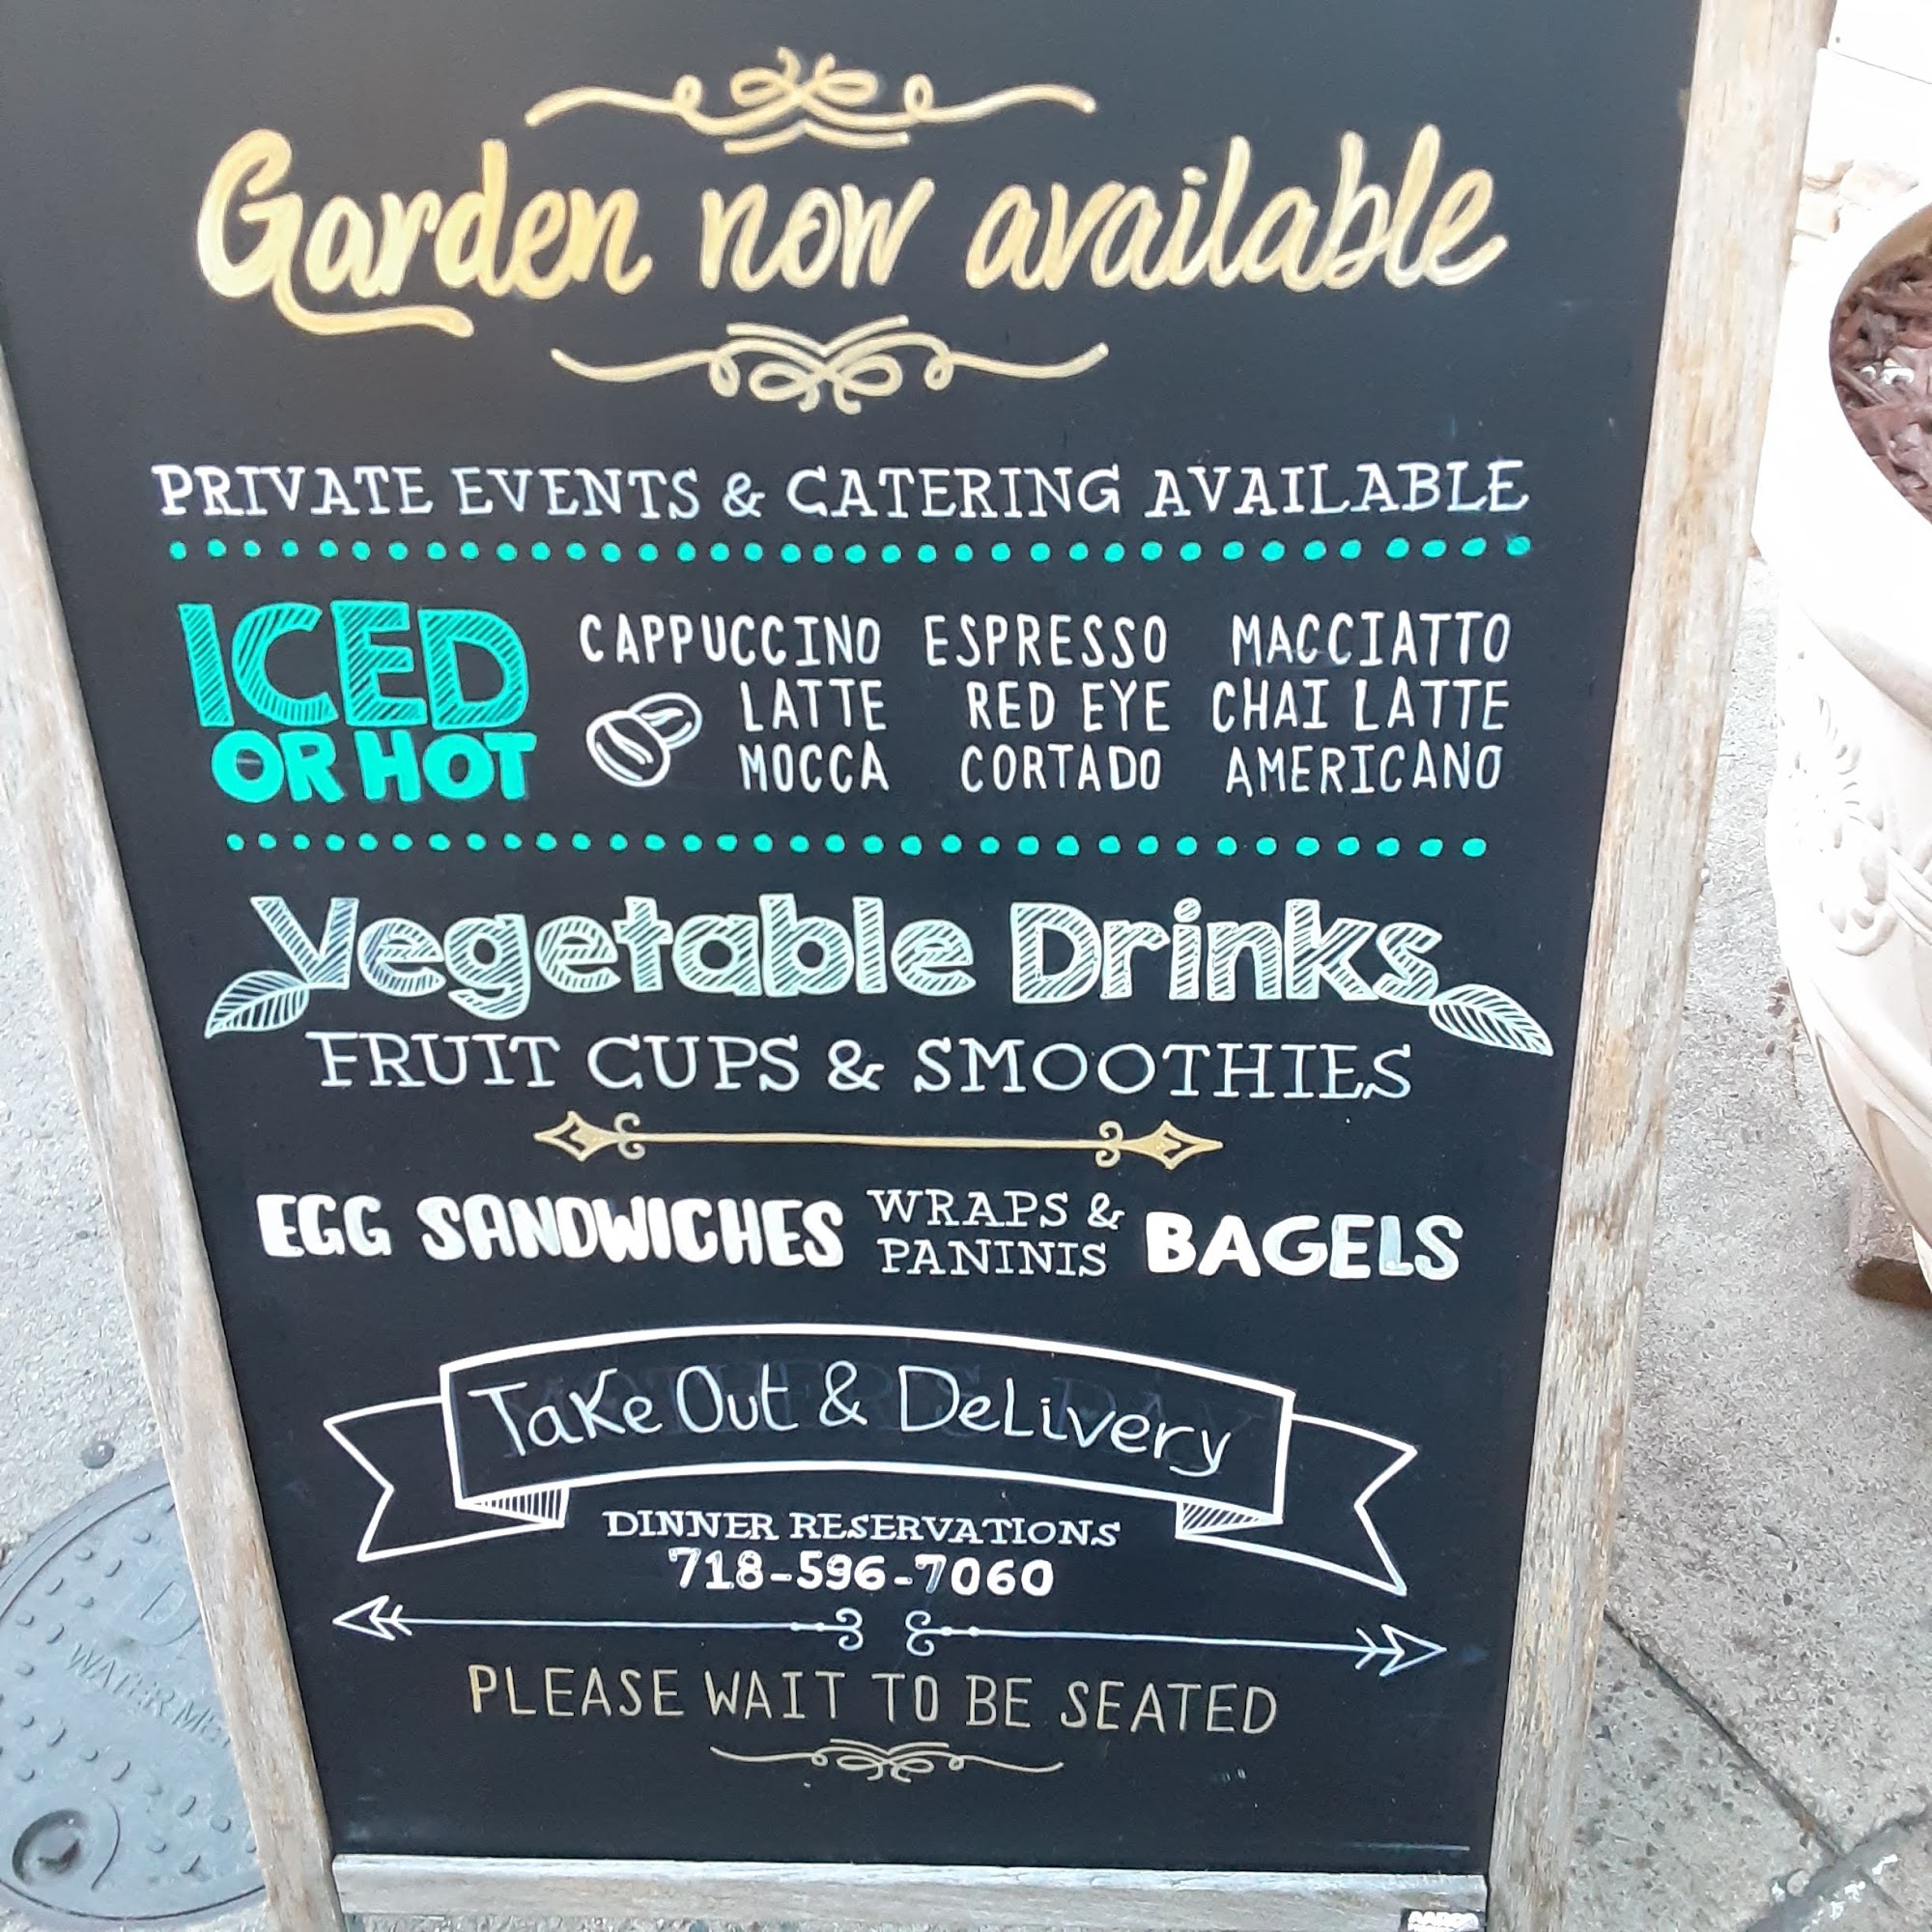 Garden now available
PRIVATE EVENTS & CATERING AVAILABLE
ICED
OR HOT
CAPPUCCINO ESPRESSO MACCIATTO
LATTE RED EYE CHAI LATTE
MOCCA CORTADO AMERICANO
Vegetable Drinks
FRUIT CUPS & SMOOTHIES
EGG SANDWICHES WRAPS & PANINIS BAGELS
Take Out & Delivery
DINNER RESERVATIONS
718-596-7060
PLEASE WAIT TO BE SEATED
WATER